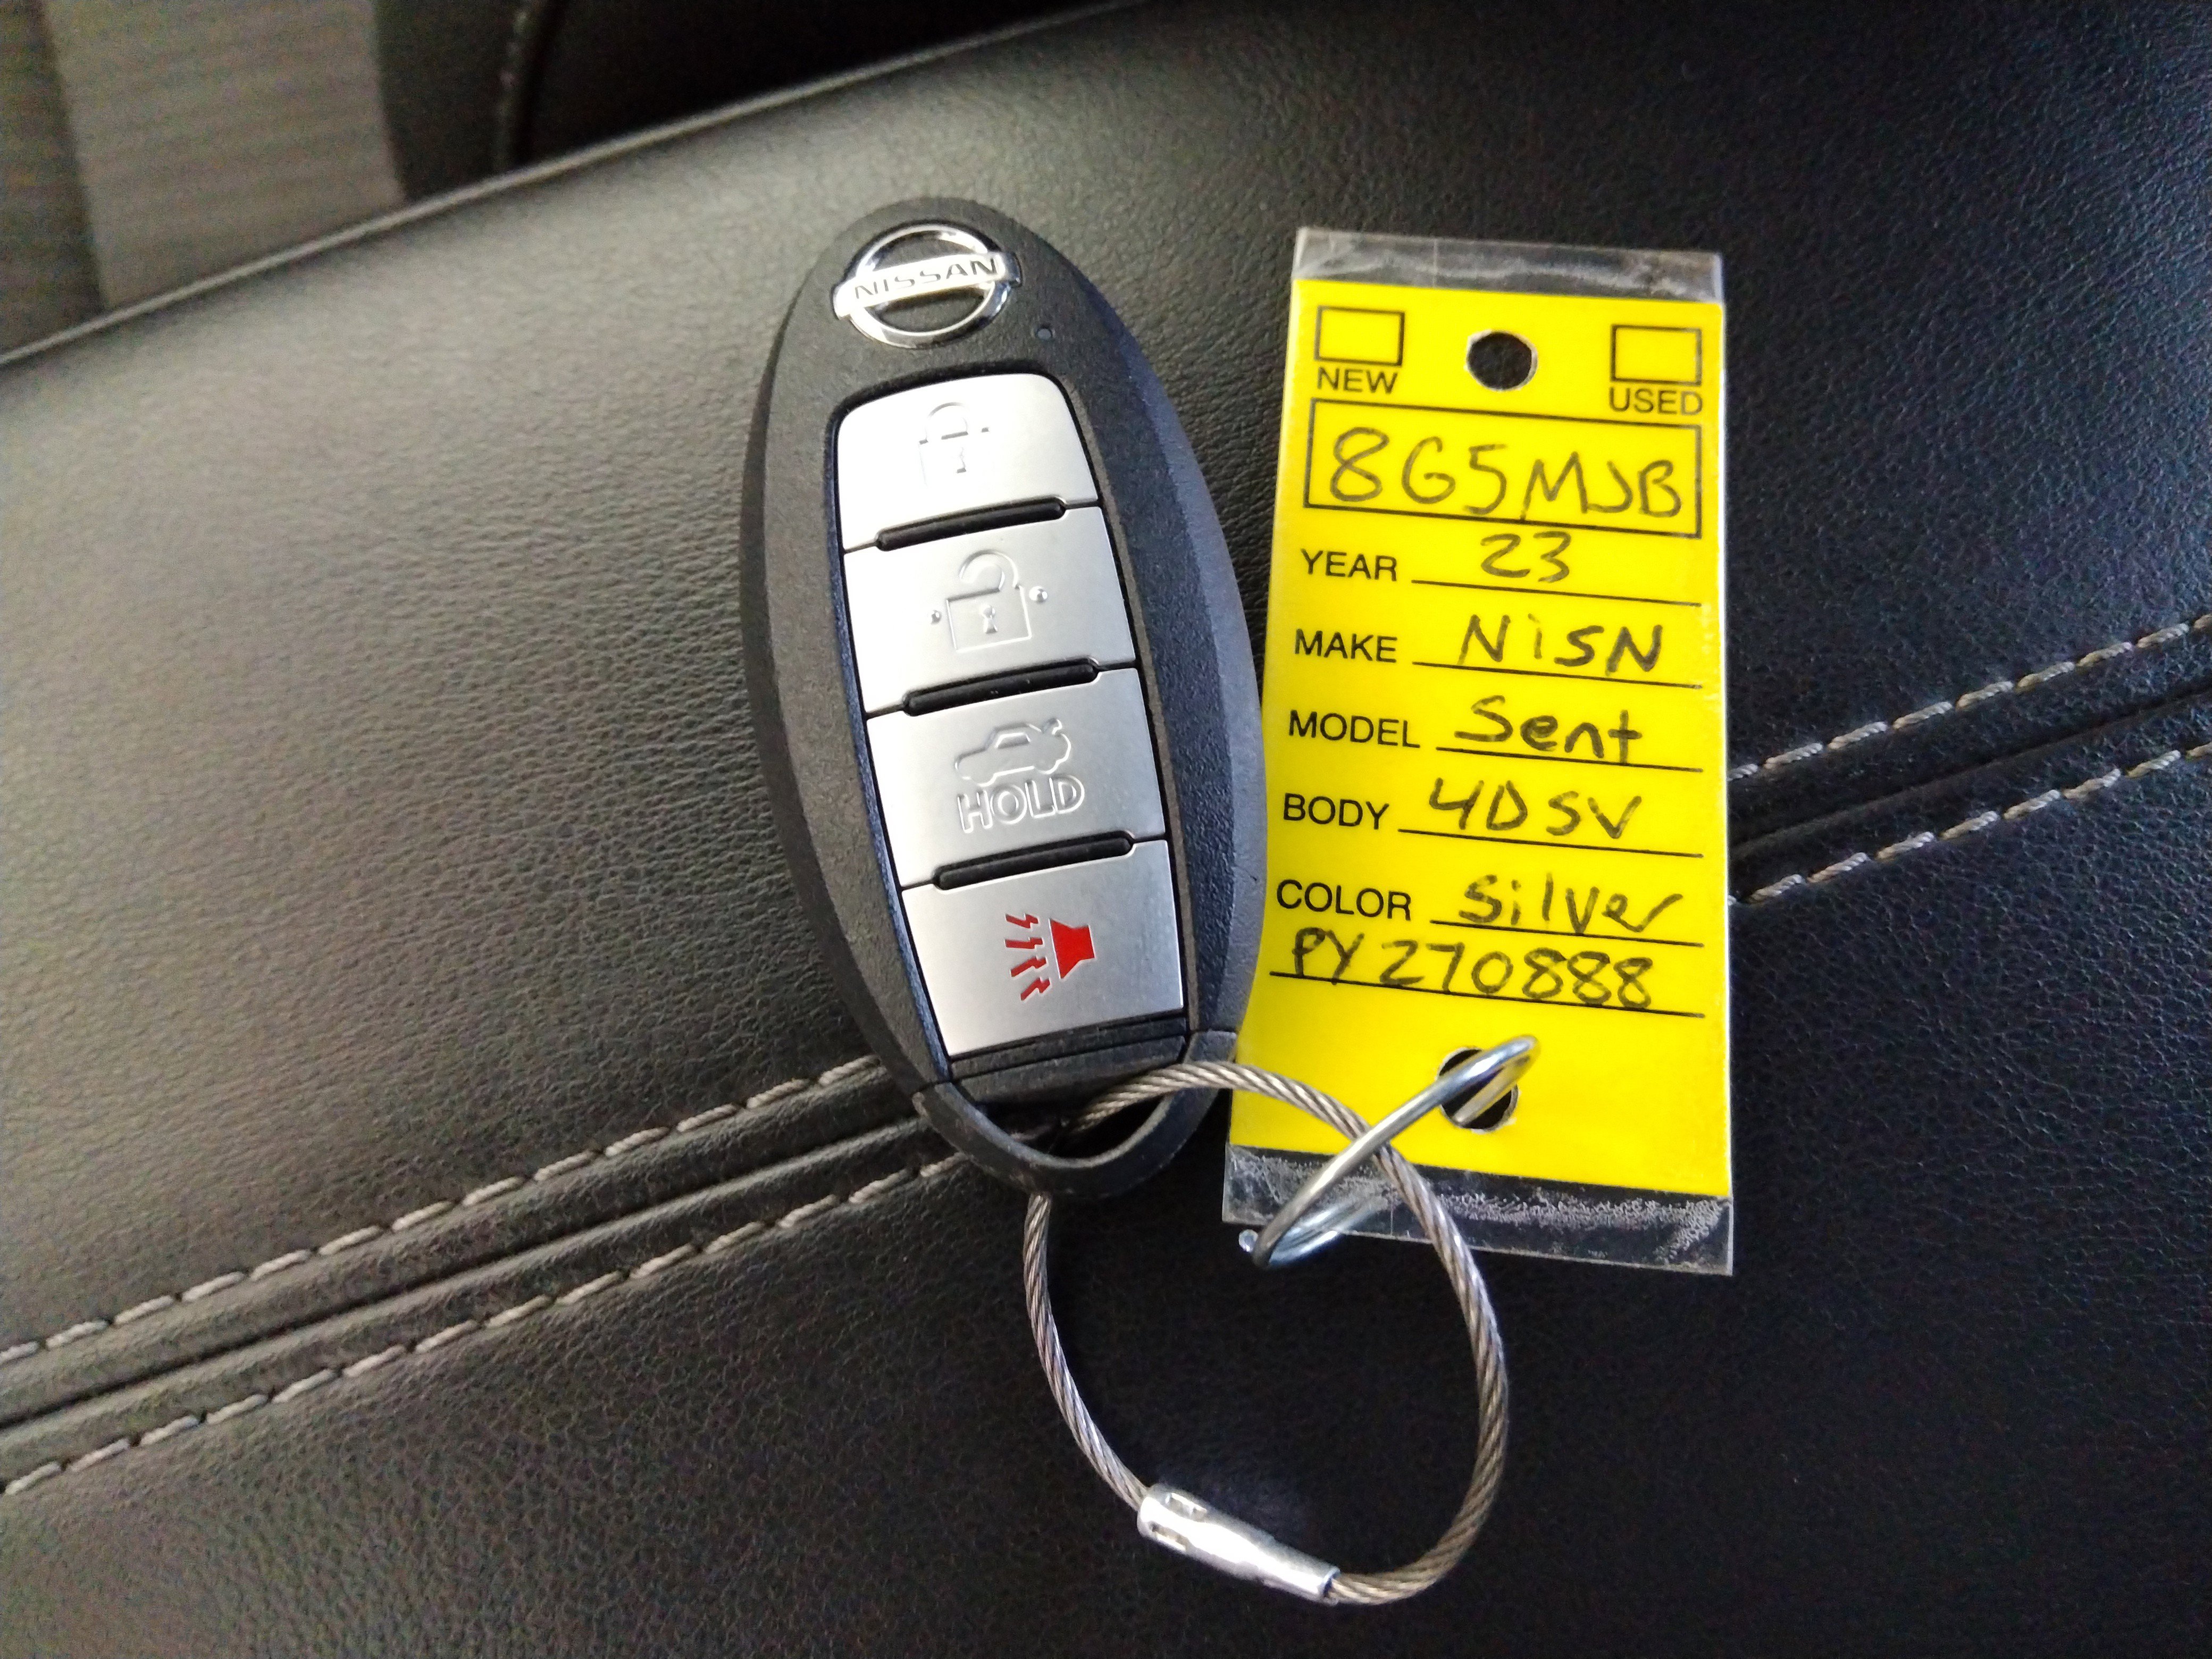 NISSAN
HOLD
NEW
USED
8G5MJB
YEAR 23
MAKE NiSN
MODEL Sent
BODY 4DSV
COLOR Silver
PY270888